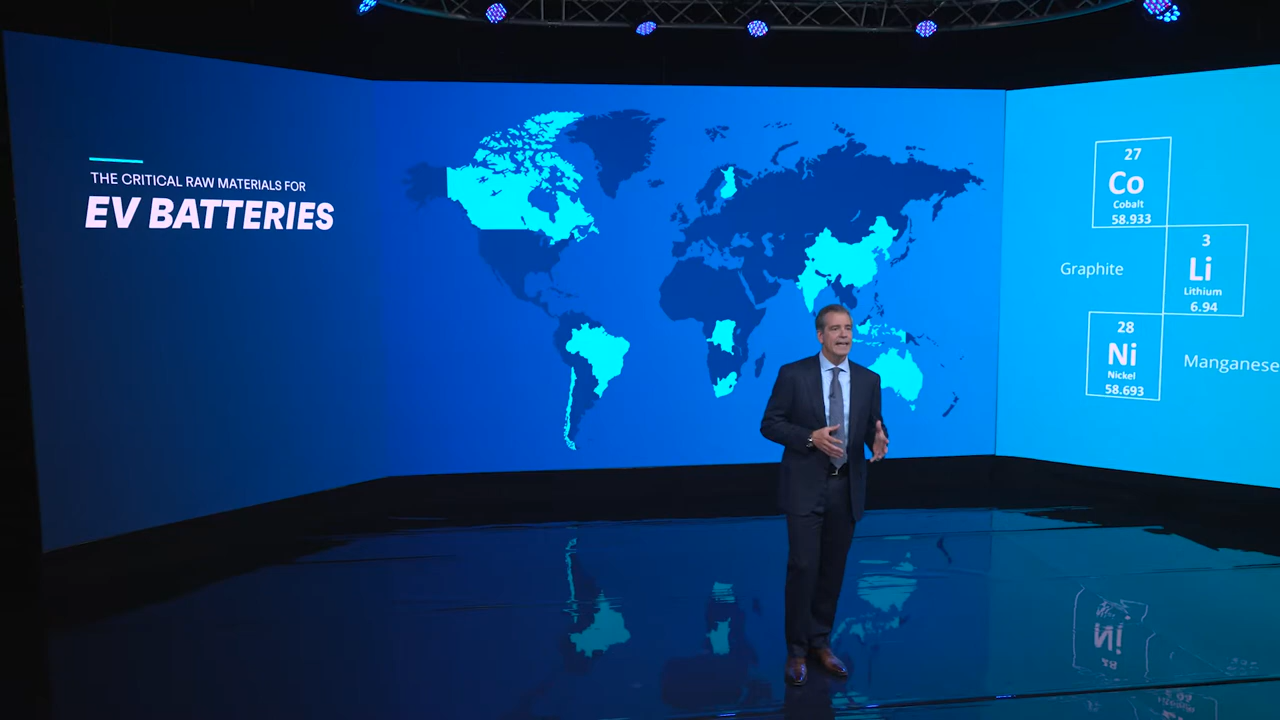 THE CRITICAL RAW MATERIALS FOR
EV BATTERIES
27
Co
Cobalt
58.933
Graphite
3
Li
Lithium
6.94
28
Ni
Nickel
58.693
Manganese